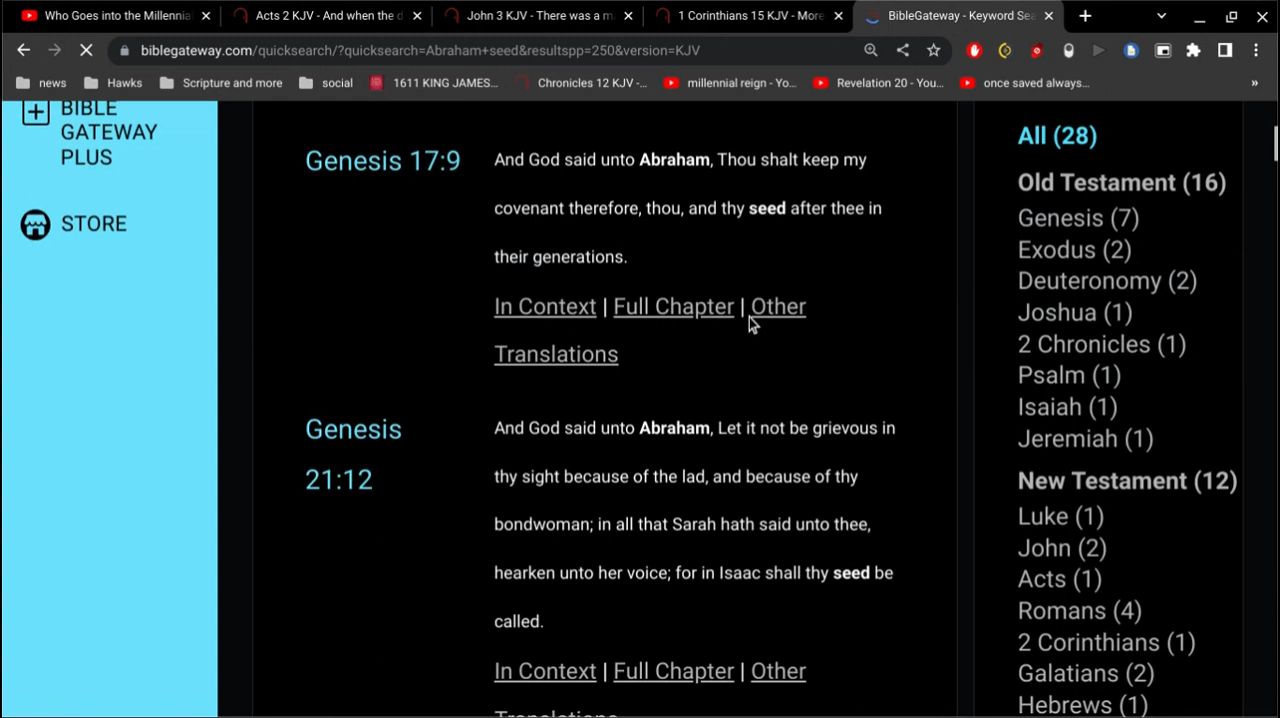 Who Goes into the Millennia
Acts 2 KJV - And when the d
John 3 KJV - There was a m
1 Corinthians 15 KJV - More
BibleGateway - Keyword Sea
biblegateway.com/quicksearch/?quicksearch=Abraham+seed&resultspp=250&version=KJV
news
Hawks
Scripture and more
social
1611 KING JAMES...
Chronicles 12 KJV -...
millennial reign - Yo...
Revelation 20 - You...
once saved always...
»
BIBLE
GATEWAY
PLUS
STORE
Genesis 17:9
And God said unto Abraham, Thou shalt keep my
covenant therefore, thou, and thy seed after thee in
their generations.
In Context | Full Chapter | Other
Translations
Genesis
21:12
And God said unto Abraham, Let it not be grievous in
thy sight because of the lad, and because of thy
bondwoman; in all that Sarah hath said unto thee,
hearken unto her voice; for in Isaac shall thy seed be
called.
In Context | Full Chapter | Other
Translations
All (28)
Old Testament (16)
Genesis (7)
Exodus (2)
Deuteronomy (2)
Joshua (1)
2 Chronicles (1)
Psalm (1)
Isaiah (1)
Jeremiah (1)
New Testament (12)
Luke (1)
John (2)
Acts (1)
Romans (4)
2 Corinthians (1)
Galatians (2)
Hebrews (1)